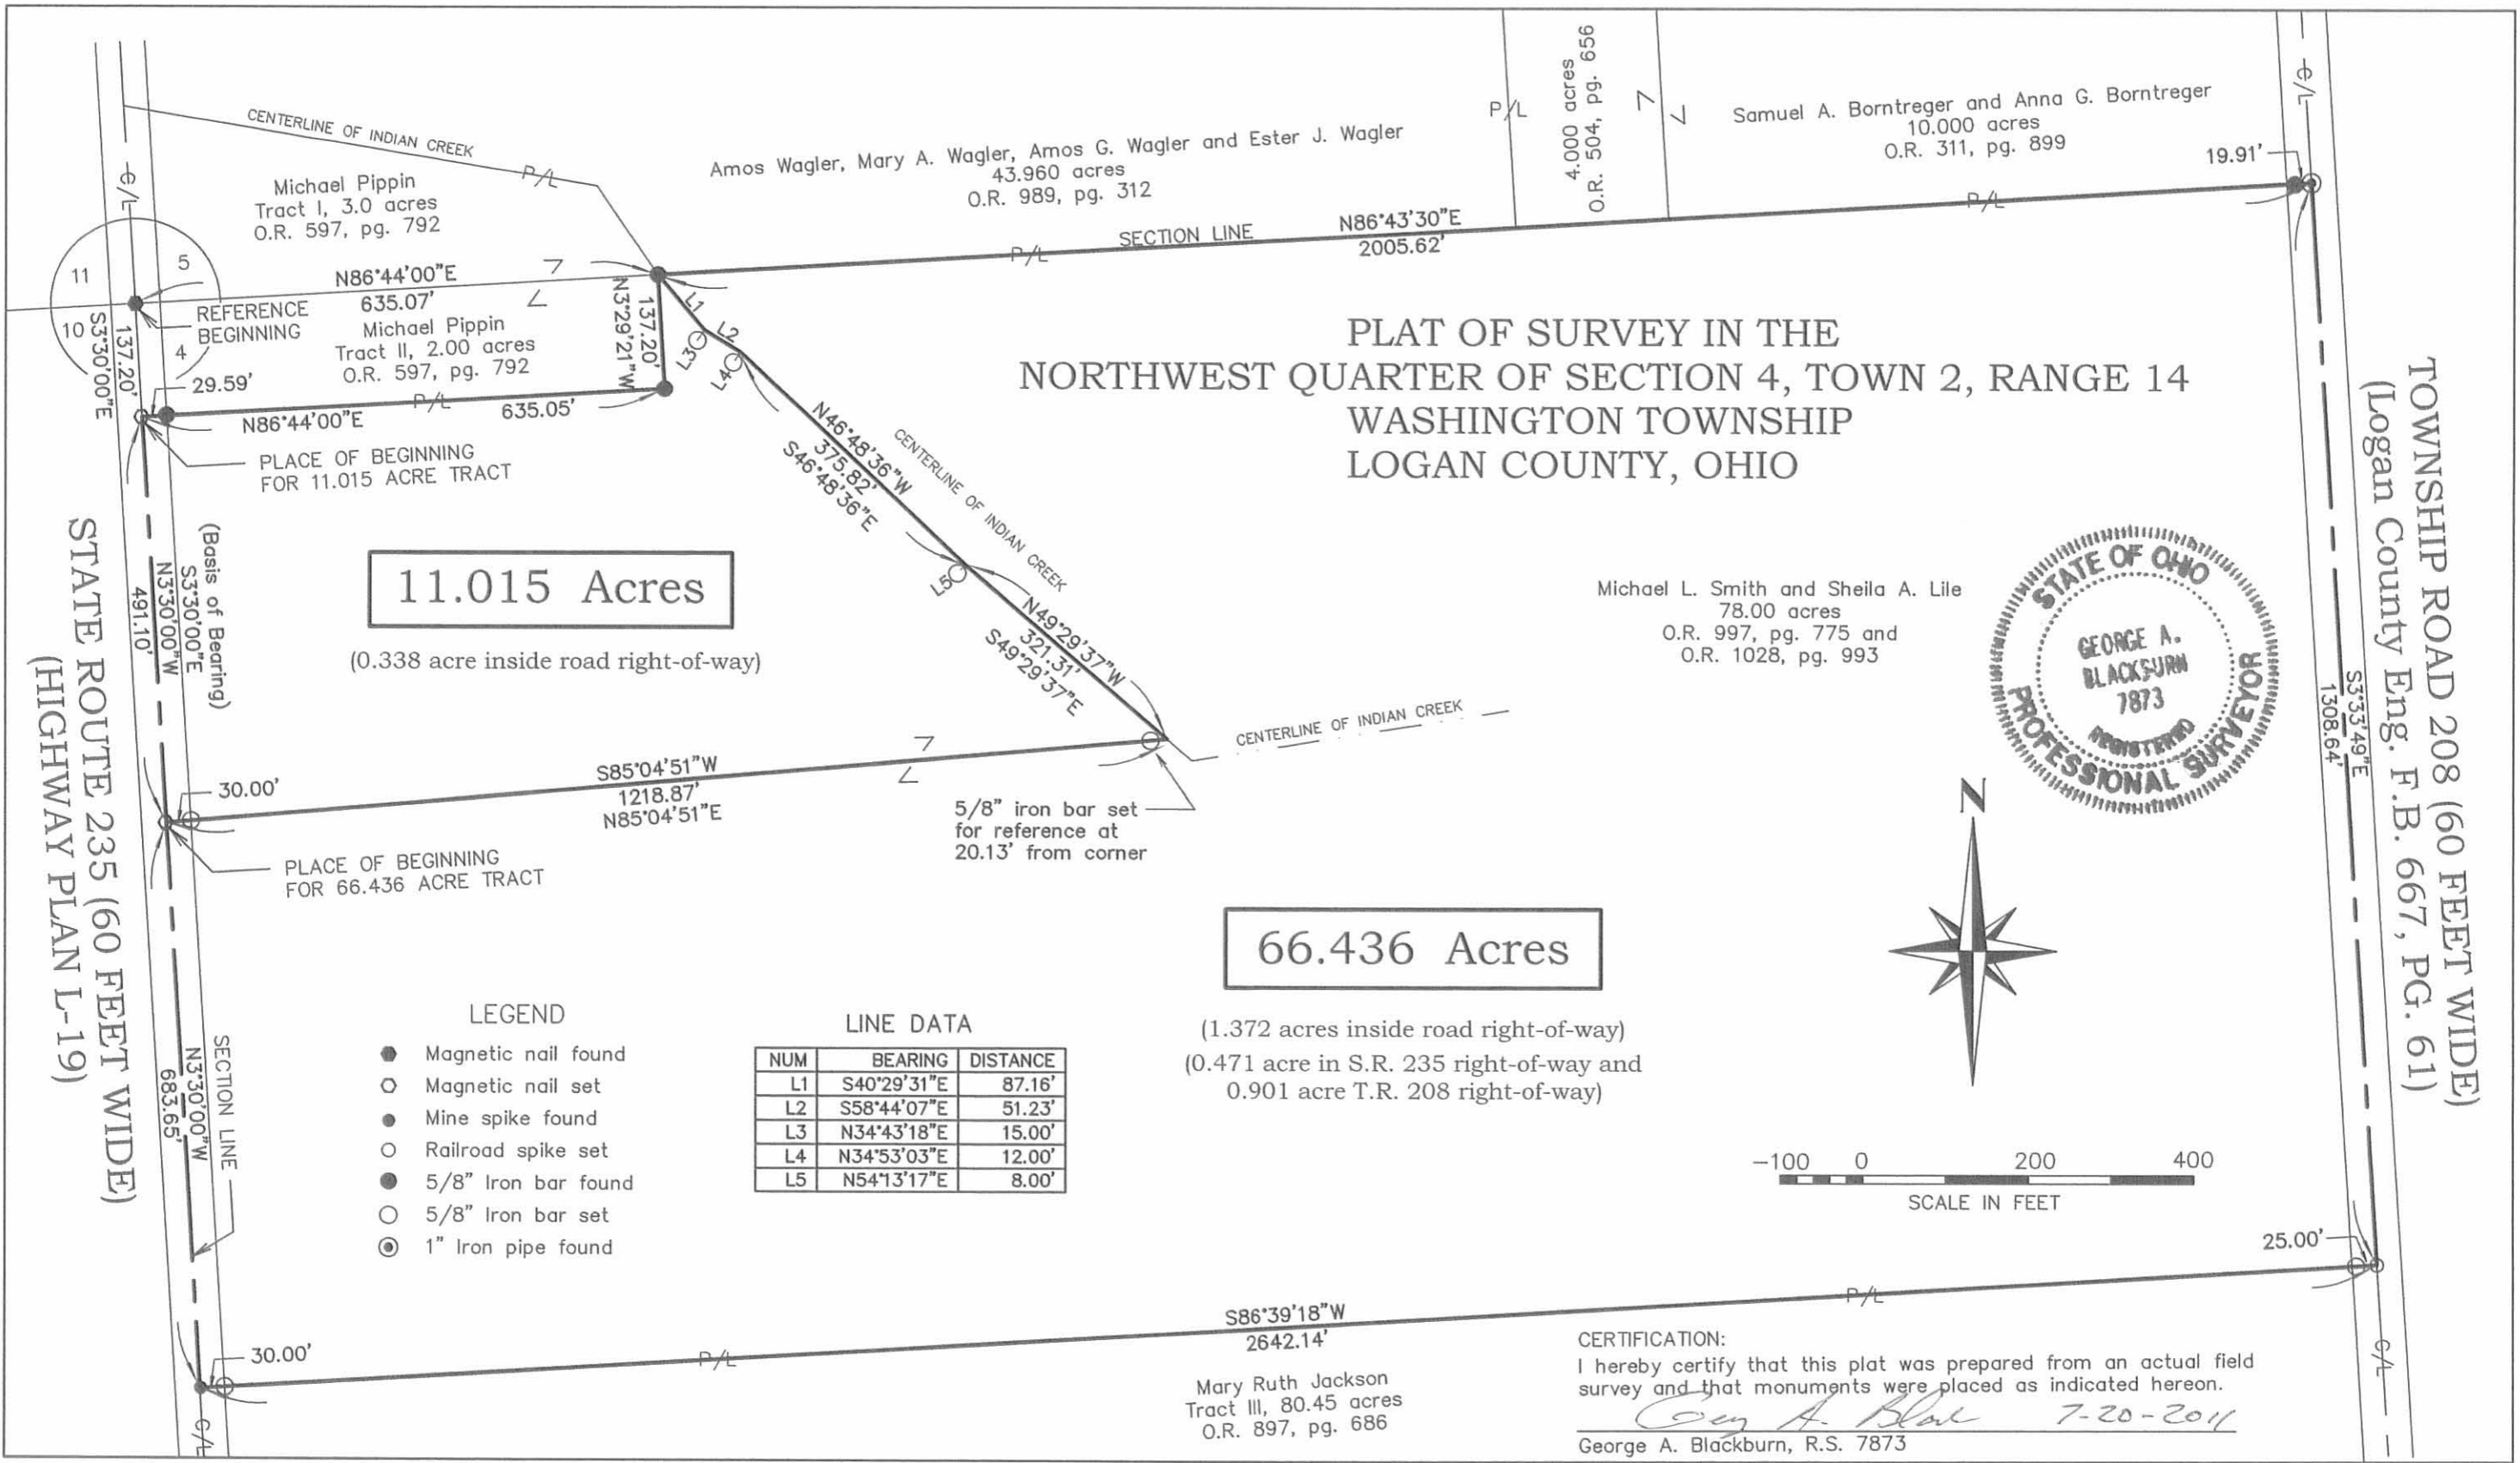 CENTERLINE OF INDIAN CREEK
P/L
Michael Pippin
Tract I, 3.0 acres
O.R. 597, pg. 792
Amos Wagler, Mary A. Wagler, Amos G. Wagler and Ester J. Wagler
43.960 acres
O.R. 989, pg. 312
P/L
4.000 acres
O.R. 504, pg. 656
Samuel A. Borntreger and Anna G. Borntreger
10.000 acres
O.R. 311, pg. 899
19.91'
C/L
C/L
11
5
10
4
N86°44'00"E
635.07'
REFERENCE
BEGINNING
Michael Pippin
Tract II, 2.00 acres
O.R. 597, pg. 792
S3°30'00"E
137.20'
29.59'
N86°44'00"E
P/L
635.05'
N3°29'21"W
137.20'
P/L
SECTION LINE
N86°43'30"E
2005.62'
P/L
L1
L2
L3
L4
PLACE OF BEGINNING
FOR 11.015 ACRE TRACT
PLAT OF SURVEY IN THE
NORTHWEST QUARTER OF SECTION 4, TOWN 2, RANGE 14
WASHINGTON TOWNSHIP
LOGAN COUNTY, OHIO
N46°48'36"W
375.82'
S46°48'36"E
CENTERLINE OF INDIAN CREEK
L5
N49°29'37"W
321.31'
S49°29'37"E
STATE ROUTE 235 (60 FEET WIDE)
(HIGHWAY PLAN L-19)
(Basis of Bearing)
S3°30'00"E
N3°30'00"W
491.10'
11.015 Acres
(0.338 acre inside road right-of-way)
Michael L. Smith and Sheila A. Lile
78.00 acres
O.R. 997, pg. 775 and
O.R. 1028, pg. 993
STATE OF OHIO
GEORGE A.
BLACKBURN
7873
REGISTERED
PROFESSIONAL SURVEYOR
TOWNSHIP ROAD 208 (60 FEET WIDE)
(Logan County Eng. F.B. 667, PG. 61)
S3°33'49"E
1308.64'
CENTERLINE OF INDIAN CREEK
S85°04'51"W
1218.87'
N85°04'51"E
30.00'
5/8" iron bar set
for reference at
20.13' from corner
PLACE OF BEGINNING
FOR 66.436 ACRE TRACT
N
66.436 Acres
(1.372 acres inside road right-of-way)
(0.471 acre in S.R. 235 right-of-way and
0.901 acre T.R. 208 right-of-way)
SECTION LINE
N3°30'00"W
683.65'
LEGEND
Magnetic nail found
Magnetic nail set
Mine spike found
Railroad spike set
5/8" Iron bar found
5/8" Iron bar set
1" Iron pipe found
LINE DATA
NUM BEARING DISTANCE
L1 S40°29'31"E 87.16'
L2 S58°44'07"E 51.23'
L3 N34°43'18"E 15.00'
L4 N34°53'03"E 12.00'
L5 N54°13'17"E 8.00'
-100 0 200 400
SCALE IN FEET
25.00'
P/L
30.00'
P/L
S86°39'18"W
2642.14'
C/L
C/L
Mary Ruth Jackson
Tract III, 80.45 acres
O.R. 897, pg. 686
CERTIFICATION:
I hereby certify that this plat was prepared from an actual field
survey and that monuments were placed as indicated hereon.
7-20-2011
George A. Blackburn, R.S. 7873